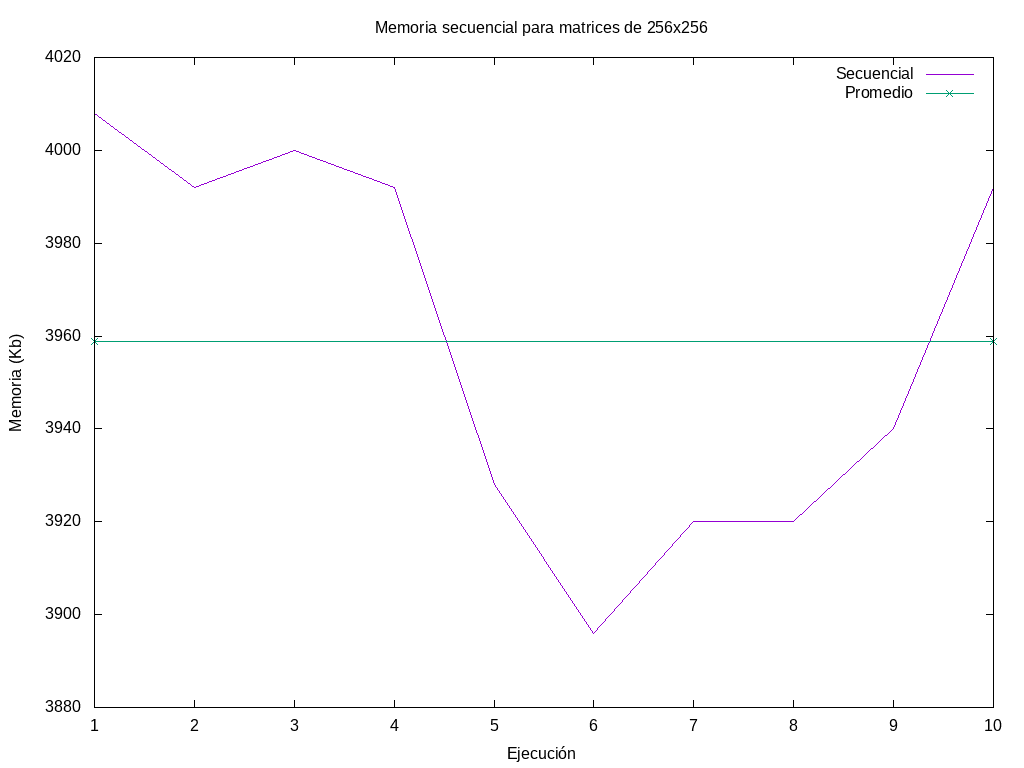 Memoria secuencial para matrices de 256x256
4020
4000
3980
3960
3940
3920
3900
3880
Memoria (Kb)
Secuencial
Promedio
1 2 3 4 5 6 7 8 9 10
Ejecución